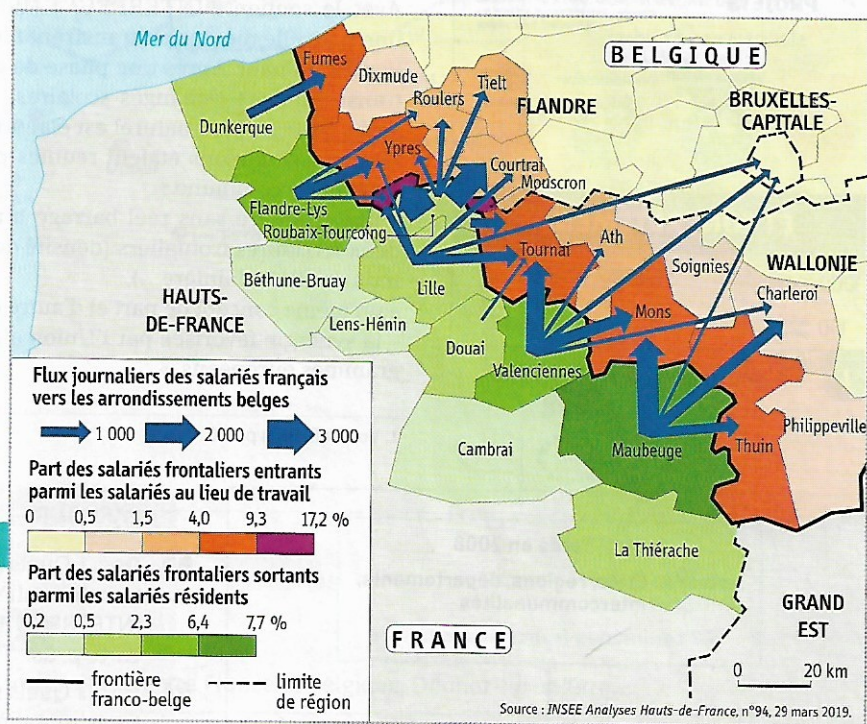 PROJETS
Mer du Nord
BELGIQUE
Furnes
Dixmude
Tielt
Roulers
FLANDRE
BRUXELLES-
CAPITALE
Dunkerque
Ypres
Courtrai
Mouscron
Flandre-Lys
Roubaix-Tourcoing
Tournai
Ath
Soignies
WALLONIE
Béthune-Bruay
Lille
Charleroi
HAUTS-
DE-FRANCE
Lens-Hénin
Douai
Mons
Valenciennes
Cambrai
Maubeuge
Thuin
Philippeville
La Thiérache
FRANCE
GRAND
EST
Flux journaliers des salariés français
vers les arrondissements belges
1 000 2 000 3 000
Part des salariés frontaliers entrants
parmi les salariés au lieu de travail
0 0,5 1,5 4,0 9,3 17,2 %
Part des salariés frontaliers sortants
parmi les salariés résidents
0,2 0,5 2,3 6,4 7,7 %
frontière
franco-belge
limite
de région
0 20 km
Source : INSEE Analyses Hauts-de-France, n°94, 29 mars 2019.